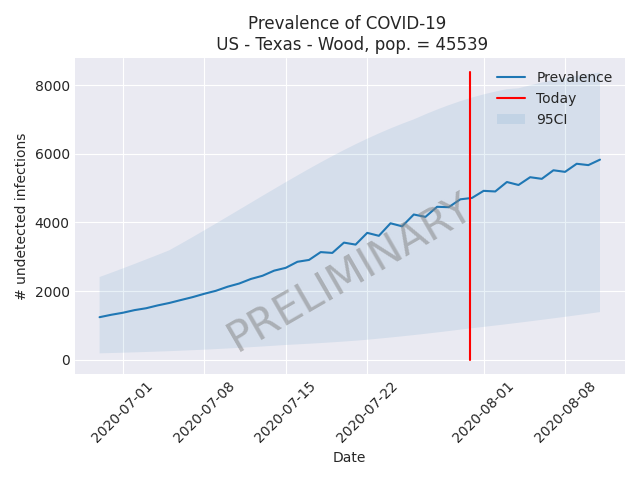 Prevalence of COVID-19
US - Texas - Wood, pop. = 45539
8000
6000
4000
2000
0
# undetected infections
Prevalence
Today
95CI
PRELIMINARY
2020-07-01
2020-07-08
2020-07-15
2020-07-22
2020-08-01
2020-08-08
Date